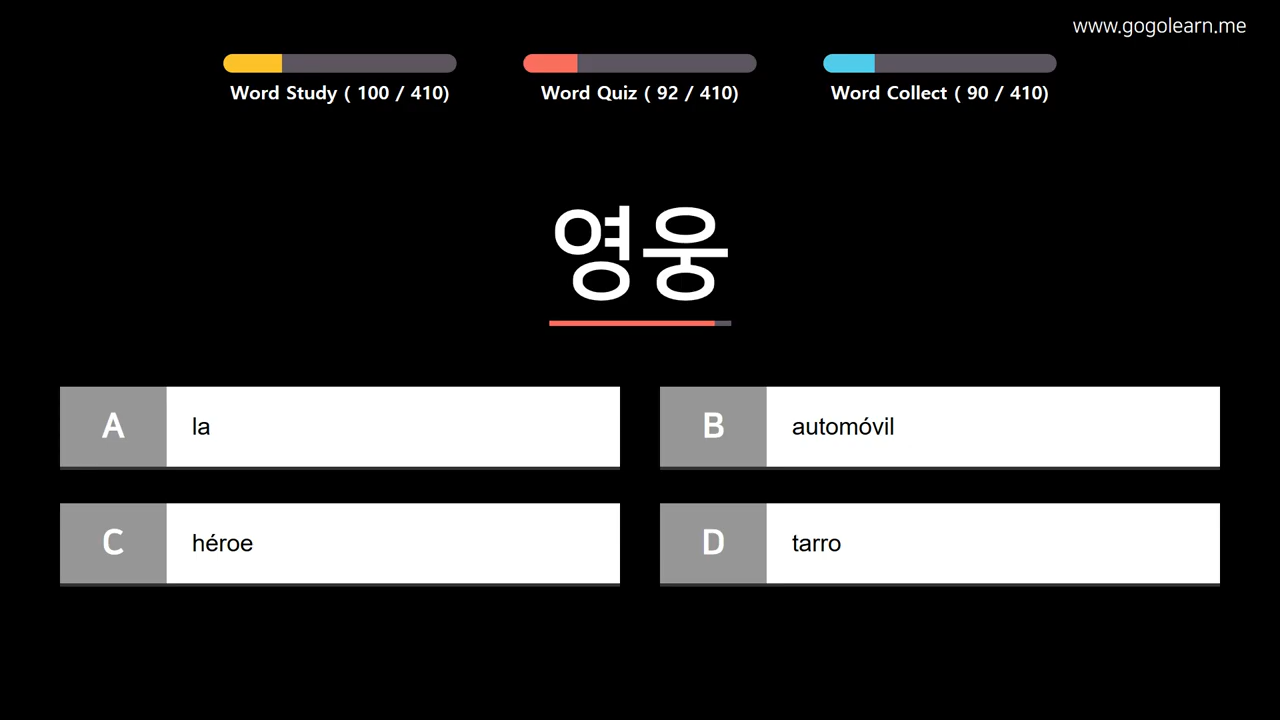 www.gogolearn.me
Word Study ( 100 / 410)
Word Quiz ( 92 / 410)
Word Collect ( 90 / 410)
영웅
A la
B automóvil
C héroe
D tarro